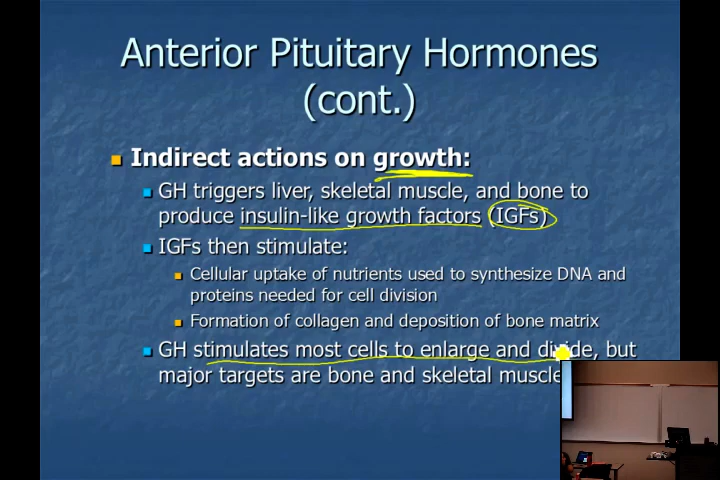 Anterior Pituitary Hormones
(cont.)
Indirect actions on growth:
GH triggers liver, skeletal muscle, and bone to
produce insulin-like growth factors (IGFs)
IGFs then stimulate:
Cellular uptake of nutrients used to synthesize DNA and
proteins needed for cell division
Formation of collagen and deposition of bone matrix
GH stimulates most cells to enlarge and divide, but
major targets are bone and skeletal muscle